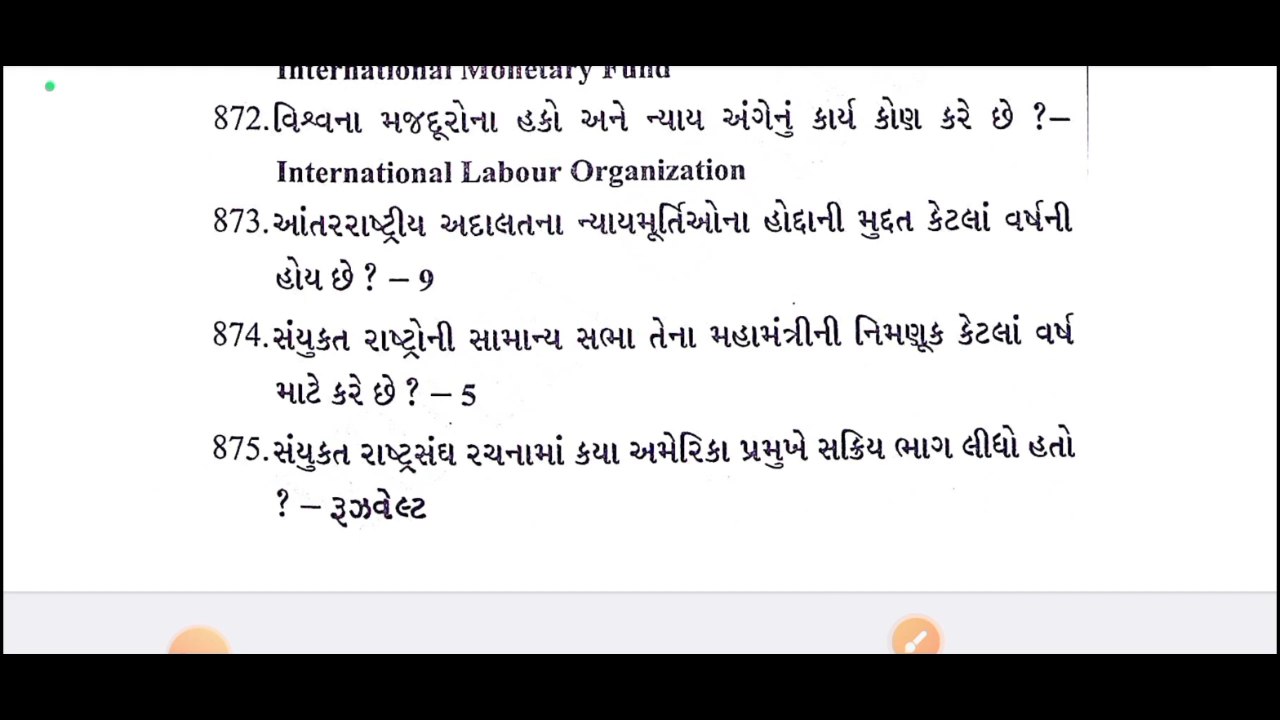 International Monetary Fund
872. વિશ્વના મજદૂરોના હકો અને ન્યાય અંગેનું કાર્ય કોણ કરે છે ?–
International Labour Organization
873. આંતરરાષ્ટ્રીય અદાલતના ન્યાયમૂર્તિઓના હોદ્દાની મુદ્દત કેટલાં વર્ષની
હોય છે ? – 9
874. સંયુકત રાષ્ટ્રોની સામાન્ય સભા તેના મહામંત્રીની નિમણૂક કેટલાં વર્ષ
માટે કરે છે ? – 5
875. સંયુકત રાષ્ટ્રસંઘ રચનામાં કયા અમેરિકા પ્રમુખે સક્રિય ભાગ લીધો હતો
? – રૂઝવેલ્ટ